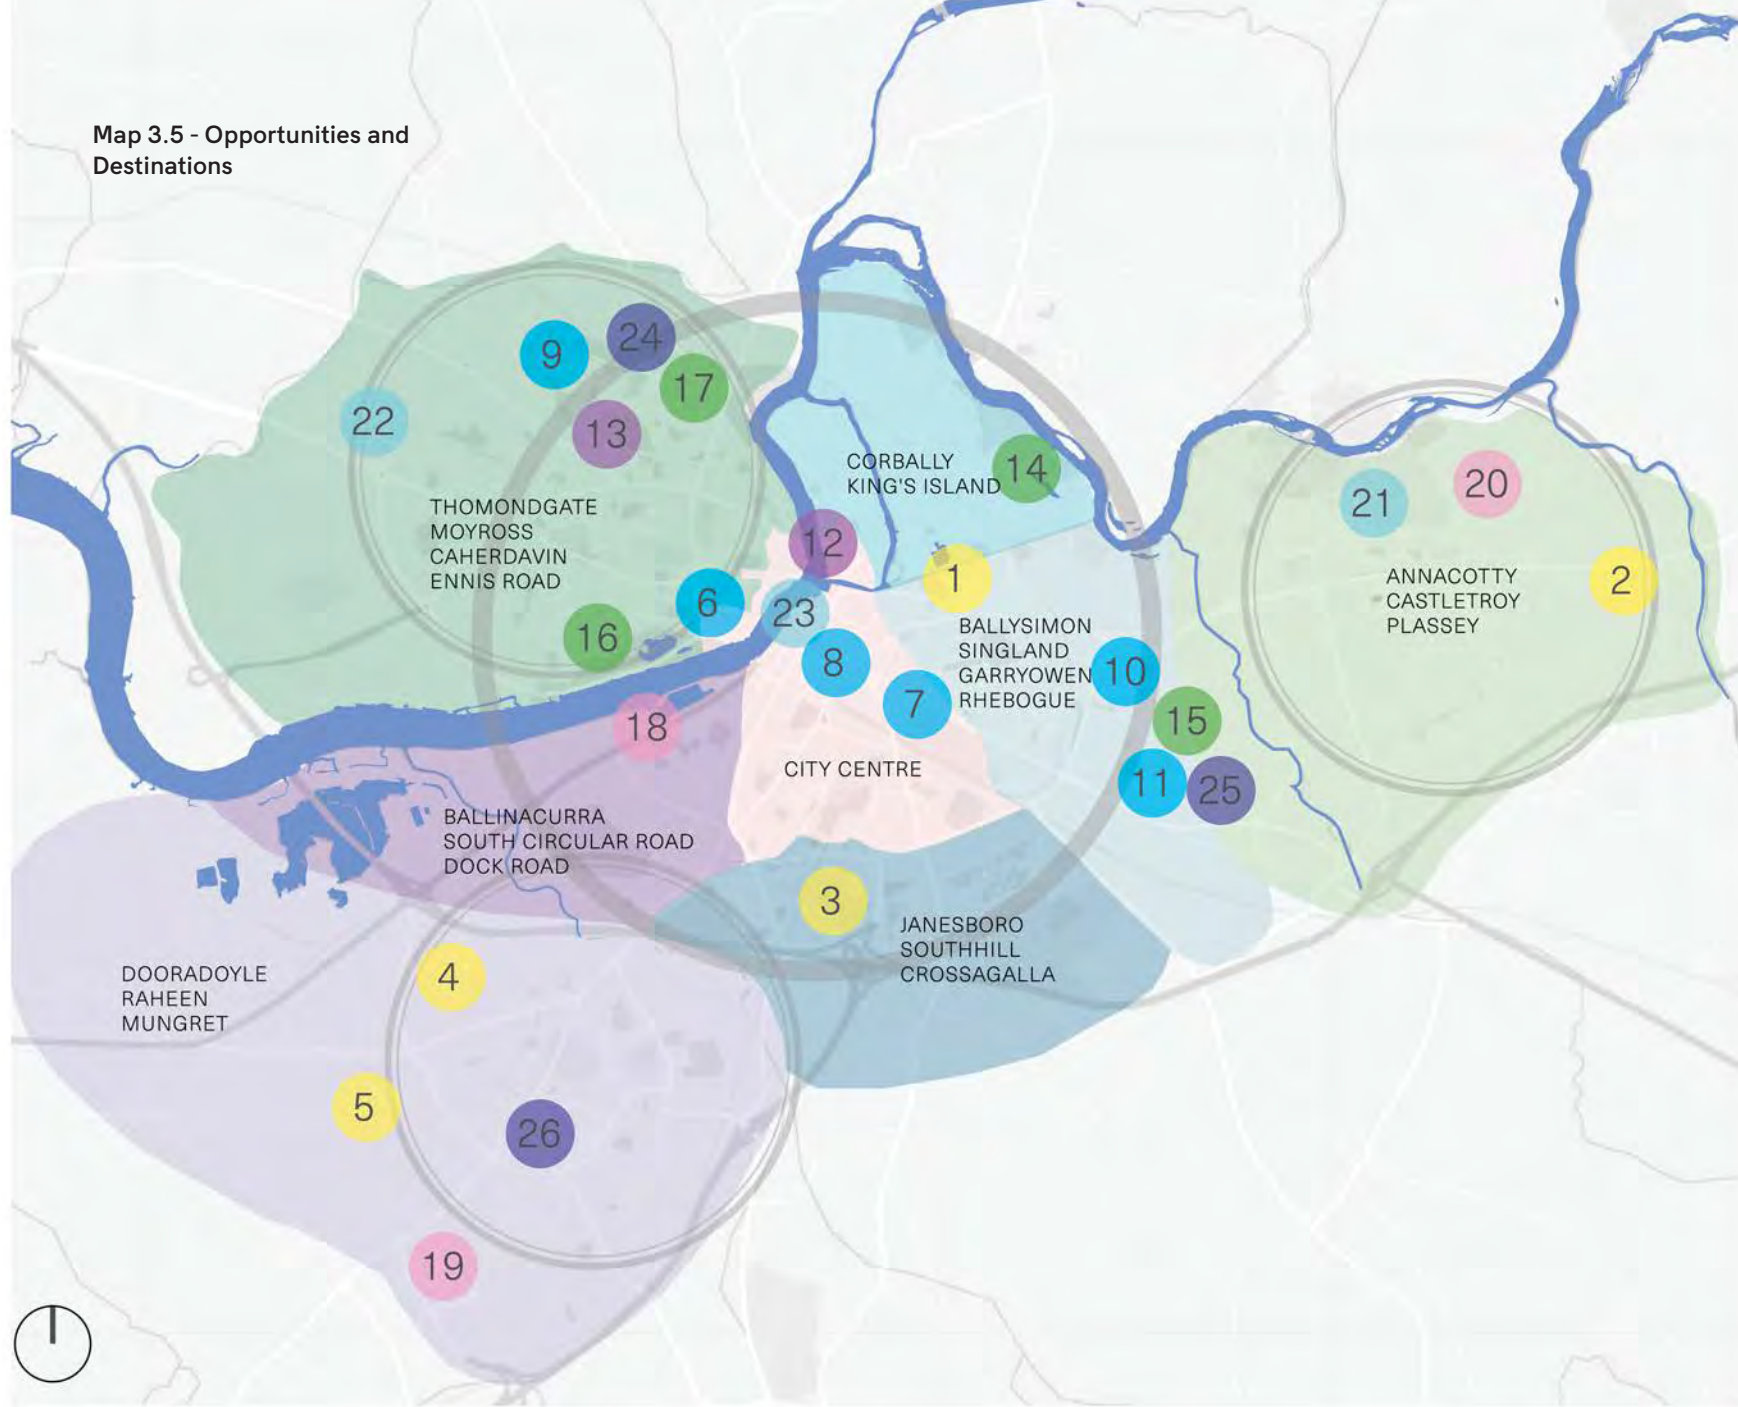 Map 3.5 - Opportunities and
Destinations
9
24
17
22
13
CORBALLY
KING'S ISLAND
14
21
20
THOMONDGATE
MOYROSS
CAHERDAVIN
ENNIS ROAD
12
1
ANNACOTTY
CASTLETROY
PLASSEY
2
6
23
16
8
BALLYSIMON
SINGLAND
GARRYOWEN
RHEBOGUE
10
7
15
18
CITY CENTRE
11
25
BALLINACURRA
SOUTH CIRCULAR ROAD
DOCK ROAD
3
JANESBORO
SOUTHHILL
CROSSAGALLA
DOORADOYLE
RAHEEN
MUNGRET
4
5
26
19